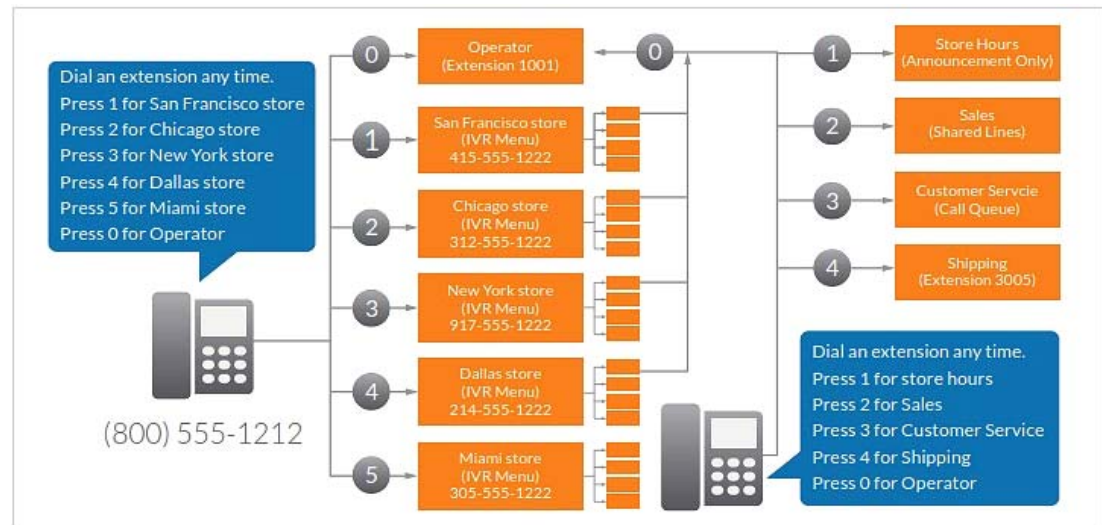 Dial an extension any time.
Press 1 for San Francisco store
Press 2 for Chicago store
Press 3 for New York store
Press 4 for Dallas store
Press 5 for Miami store
Press 0 for Operator
(800) 555-1212
0
Operator
(Extension 1001)
1
San Francisco store
(IVR Menu)
415-555-1222
2
Chicago store
(IVR Menu)
312-555-1222
3
New York store
(IVR Menu)
917-555-1222
4
Dallas store
(IVR Menu)
214-555-1222
5
Miami store
(IVR Menu)
305-555-1222
0
1
Store Hours
(Announcement Only)
2
Sales
(Shared Lines)
3
Customer Servcie
(Call Queue)
4
Shipping
(Extension 3005)
Dial an extension any time.
Press 1 for store hours
Press 2 for Sales
Press 3 for Customer Service
Press 4 for Shipping
Press 0 for Operator